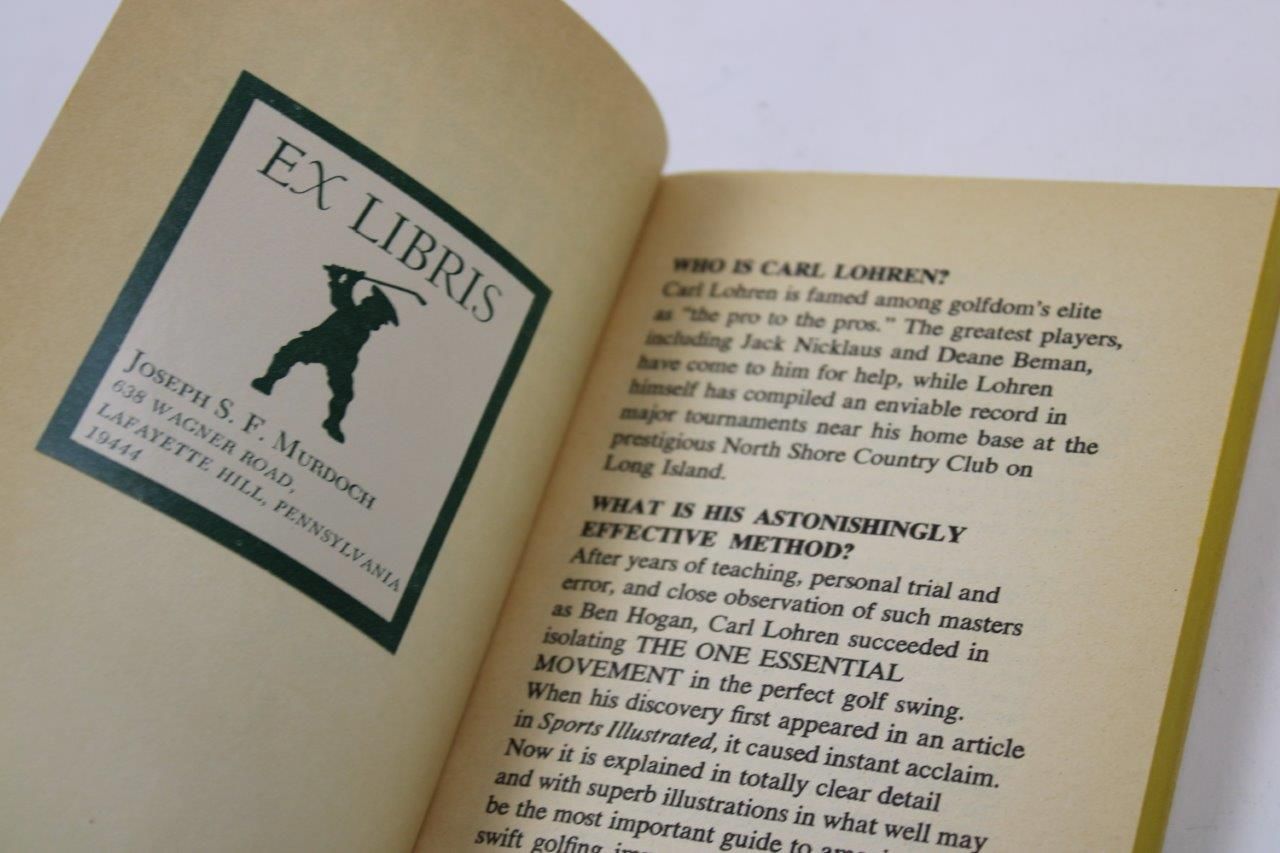 EX LIBRIS
JOSEPH S. F. MURDOCH
638 WAGNER ROAD,
LAFAYETTE HILL, PENNSYLVANIA
19444
WHO IS CARL LOHREN?
Carl Lohren is famed among golfdom's elite
as "the pro to the pros." The greatest players,
including Jack Nicklaus and Deane Beman,
have come to him for help, while Lohren
himself has compiled an enviable record in
major tournaments near his home base at the
prestigious North Shore Country Club on
Long Island.
WHAT IS HIS ASTONISHINGLY
EFFECTIVE METHOD?
After years of teaching, personal trial and
error, and close observation of such masters
as Ben Hogan, Carl Lohren succeeded in
isolating THE ONE ESSENTIAL
MOVEMENT in the perfect golf swing.
When his discovery first appeared in an article
in Sports Illustrated, it caused instant acclaim.
Now it is explained in totally clear detail
and with superb illustrations in what well may
be the most important guide to
swift golfing